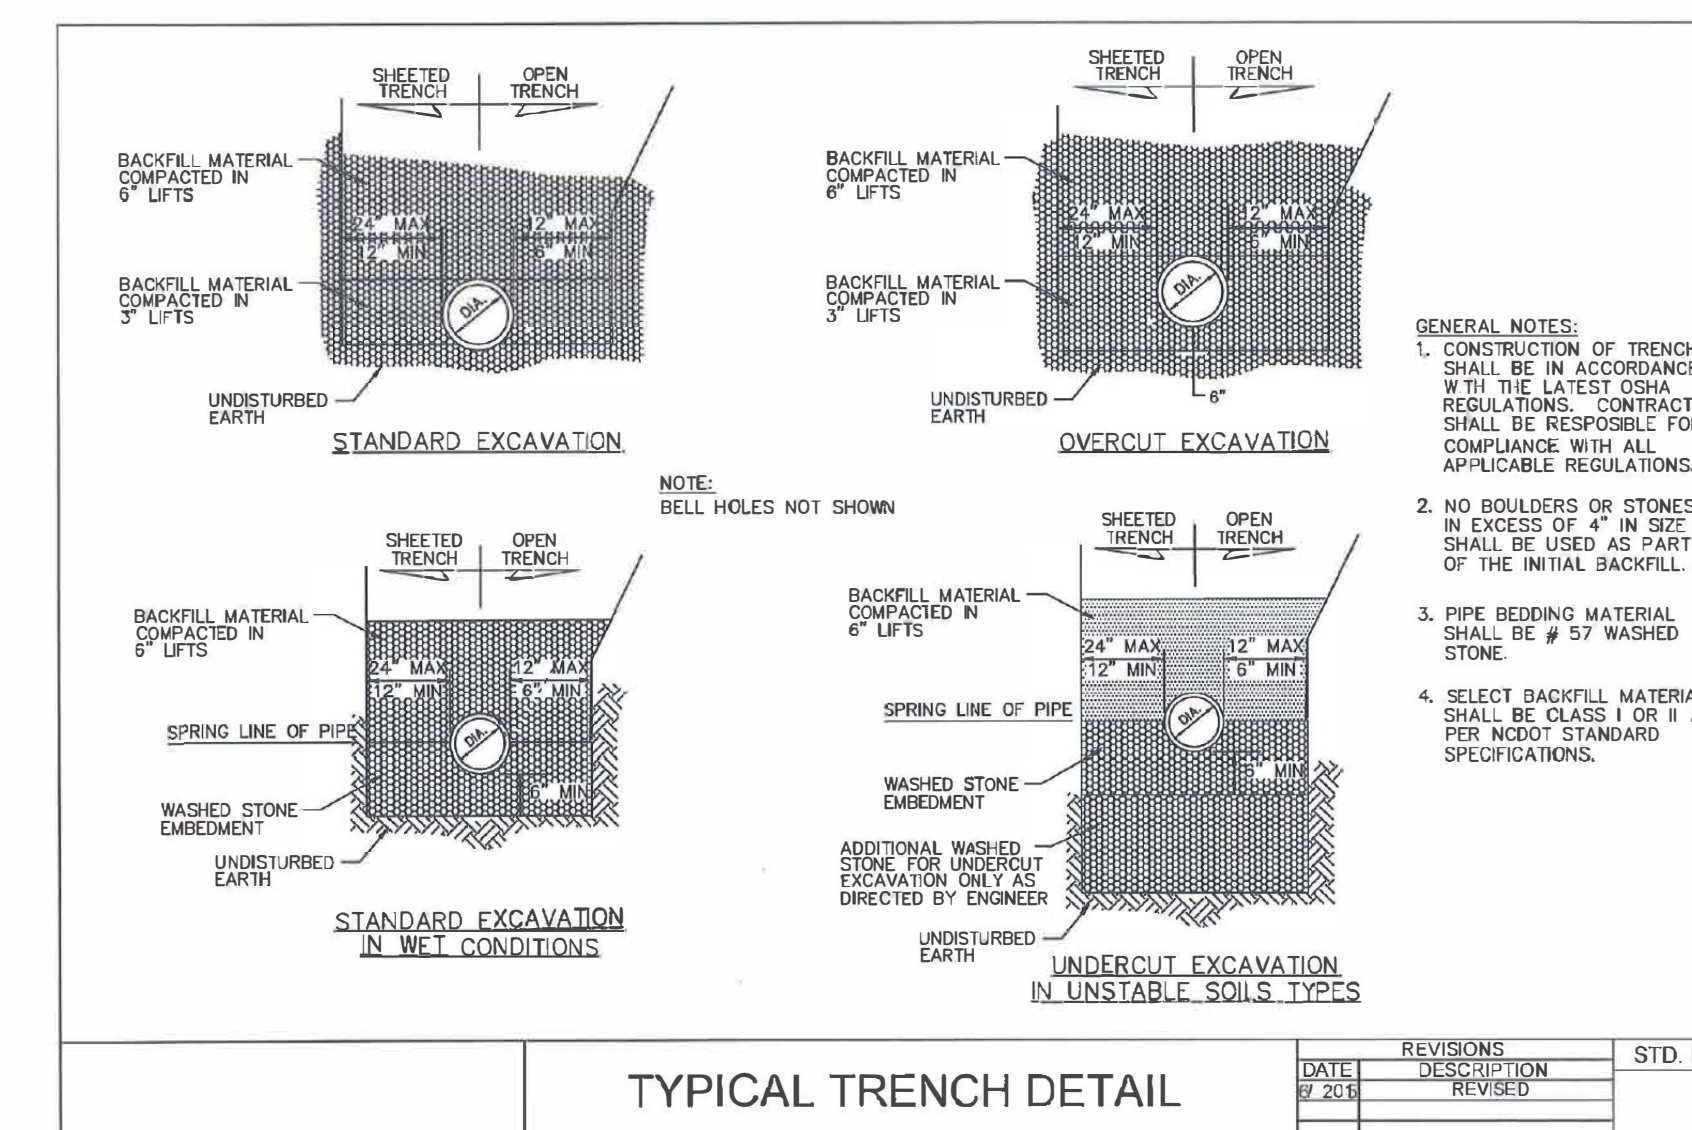 SHEETED
TRENCH
OPEN
TRENCH
BACKFILL MATERIAL
COMPACTED IN
6" LIFTS
24" MAX
12" MIN
12" MAX
6" MIN
BACKFILL MATERIAL
COMPACTED IN
3" LIFTS
DIA.
UNDISTURBED
EARTH
STANDARD EXCAVATION
SHEETED
TRENCH
OPEN
TRENCH
BACKFILL MATERIAL
COMPACTED IN
6" LIFTS
24" MAX
12" MIN
12" MAX
6" MIN
BACKFILL MATERIAL
COMPACTED IN
3" LIFTS
DIA.
UNDISTURBED
EARTH
6"
OVERCUT EXCAVATION
NOTE:
BELL HOLES NOT SHOWN
SHEETED
TRENCH
OPEN
TRENCH
BACKFILL MATERIAL
COMPACTED IN
6" LIFTS
24" MAX
12" MIN
12" MAX
6" MIN
SPRING LINE OF PIPE
DIA.
6" MIN
WASHED STONE
EMBEDMENT
UNDISTURBED
EARTH
STANDARD EXCAVATION
IN WET CONDITIONS
SHEETED
TRENCH
OPEN
TRENCH
BACKFILL MATERIAL
COMPACTED IN
6" LIFTS
24" MAX
12" MIN
12" MAX
6" MIN
SPRING LINE OF PIPE
DIA.
6" MIN
WASHED STONE
EMBEDMENT
ADDITIONAL WASHED
STONE FOR UNDERCUT
EXCAVATION ONLY AS
DIRECTED BY ENGINEER
UNDISTURBED
EARTH
UNDERCUT EXCAVATION
IN UNSTABLE SOILS TYPES
GENERAL NOTES:
1. CONSTRUCTION OF TRENCH
SHALL BE IN ACCORDANCE
WITH THE LATEST OSHA
REGULATIONS. CONTRACT
SHALL BE RESPOSIBLE FO
COMPLIANCE WITH ALL
APPLICABLE REGULATIONS.
2. NO BOULDERS OR STONES
IN EXCESS OF 4" IN SIZE
SHALL BE USED AS PART
OF THE INITIAL BACKFILL.
3. PIPE BEDDING MATERIAL
SHALL BE # 57 WASHED
STONE.
4. SELECT BACKFILL MATERIA
SHALL BE CLASS I OR II
PER NCDOT STANDARD
SPECIFICATIONS.
TYPICAL TRENCH DETAIL
REVISIONS
DATE DESCRIPTION
REVISED
STD.